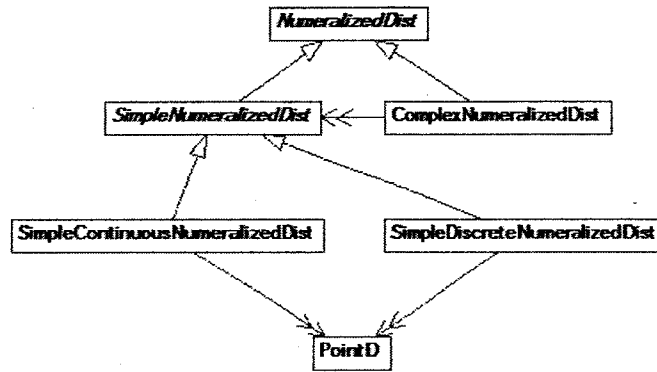 NumeralizedDist
SimpleNumeralizedDist
ComplexNumeralizedDist
SimpleContinuousNumeralizedDist
SimpleDiscreteNumeralizedDist
PointD